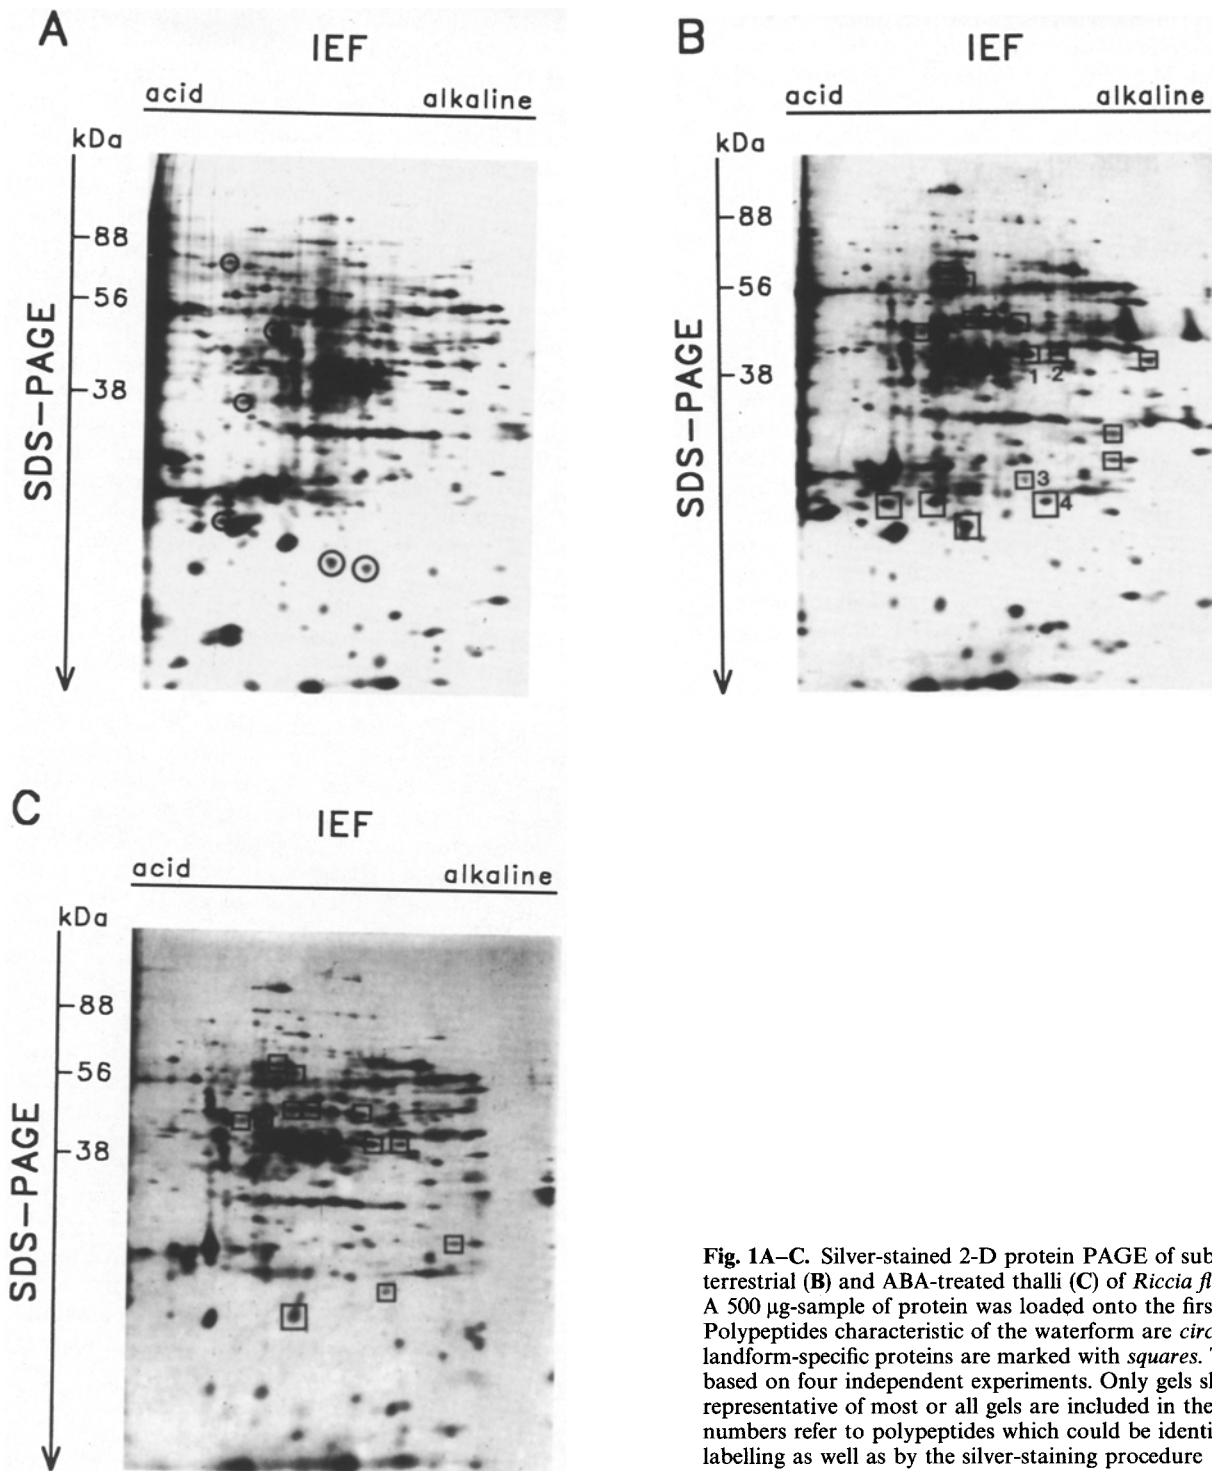 A
IEF
acid alkaline
kDa
88
56
38
SDS–PAGE
B
IEF
acid alkaline
kDa
88
56
38
SDS–PAGE
1 2
3
4
C
IEF
acid alkaline
kDa
88
56
38
SDS–PAGE
Fig. 1A–C. Silver-stained 2-D protein PAGE of sub
terrestrial (B) and ABA-treated thalli (C) of Riccia fl
A 500 µg-sample of protein was loaded onto the firs
Polypeptides characteristic of the waterform are circ
landform-specific proteins are marked with squares.
based on four independent experiments. Only gels sl
representative of most or all gels are included in the
numbers refer to polypeptides which could be identi
labelling as well as by the silver-staining procedure